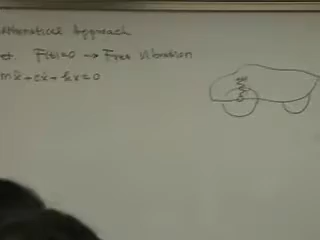 athematical Approach
et. F(t)=0 → Free Vibration
mẍ+cẋ+kx=0